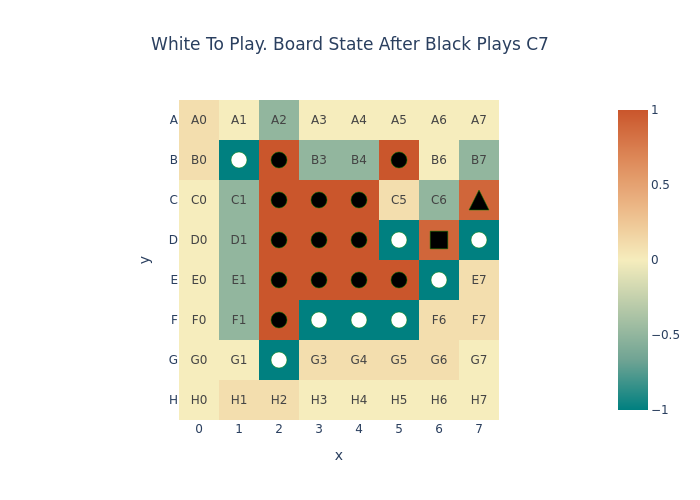 White To Play. Board State After Black Plays C7
A A0 A1 A2 A3 A4 A5 A6 A7
B B0 B3 B4 B6 B7
C C0 C1 C5 C6
D D0 D1
E E0 E1 E7
F F0 F1 F6 F7
G G0 G1 G3 G4 G5 G6 G7
H H0 H1 H2 H3 H4 H5 H6 H7
0 1 2 3 4 5 6 7
x
y
1
0.5
0
−0.5
−1